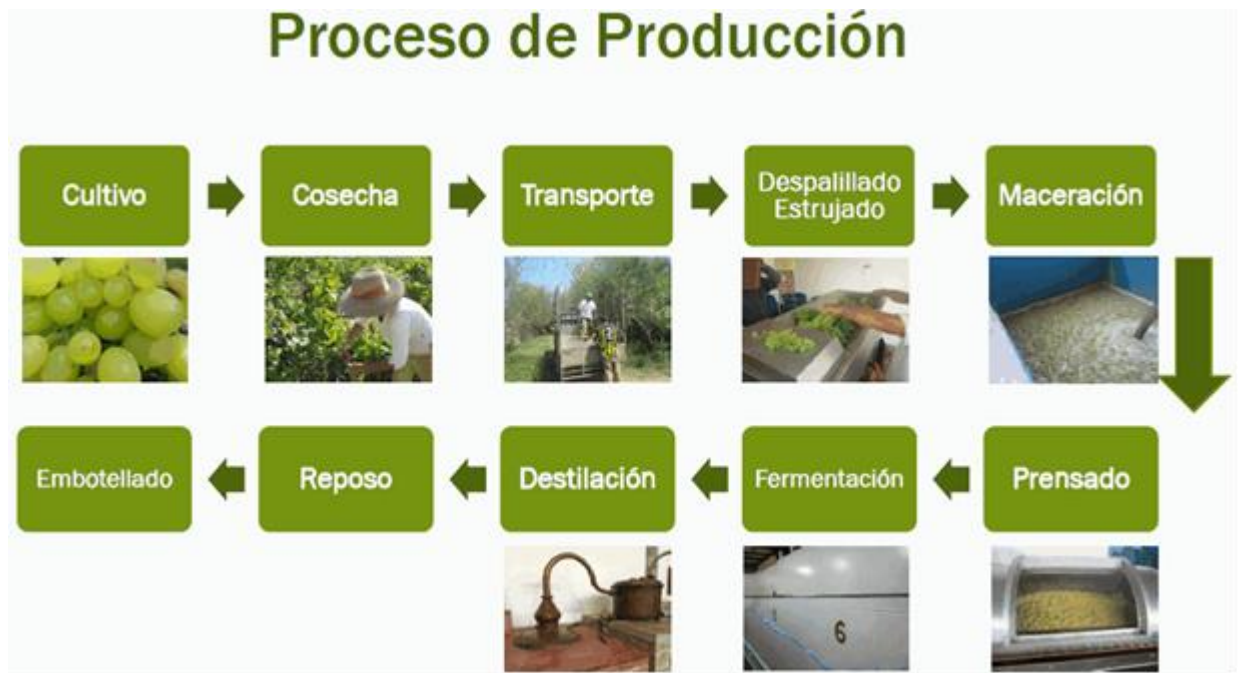 Proceso de Producción
Cultivo
Cosecha
Transporte
Despalillado
Estrujado
Maceración
Embotellado
Reposo
Destilación
Fermentación
Prensado
6